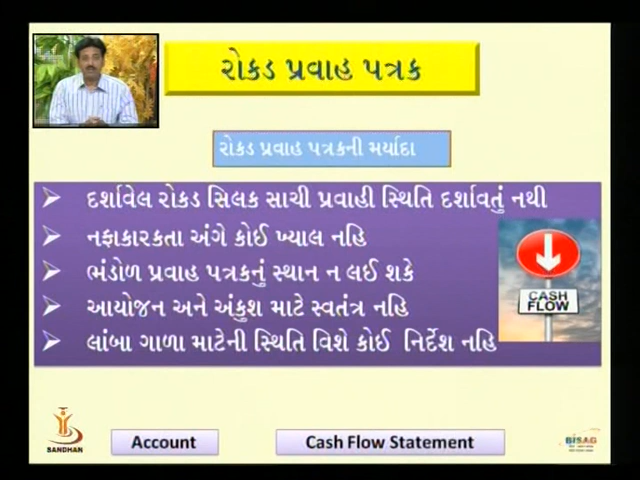 રોકડ પ્રવાહ પત્રક
રોકડ પ્રવાહ પત્રકની મર્યાદા
દર્શાવેલ રોકડ સિલક સાચી પ્રવાહી સ્થિતિ દર્શાવતું નથી
નફાકારકતા અંગે કોઈ ખ્યાલ નહિ
ભંડોળ પ્રવાહ પત્રકનું સ્થાન ન લઈ શકે
આયોજન અને અંકુશ માટે સ્વતંત્ર નહિ
લાંબા ગાળા માટેની સ્થિતિ વિશે કોઈ નિર્દેશ નહિ
CASH
FLOW
SANDHAN
Account
Cash Flow Statement
BISAG